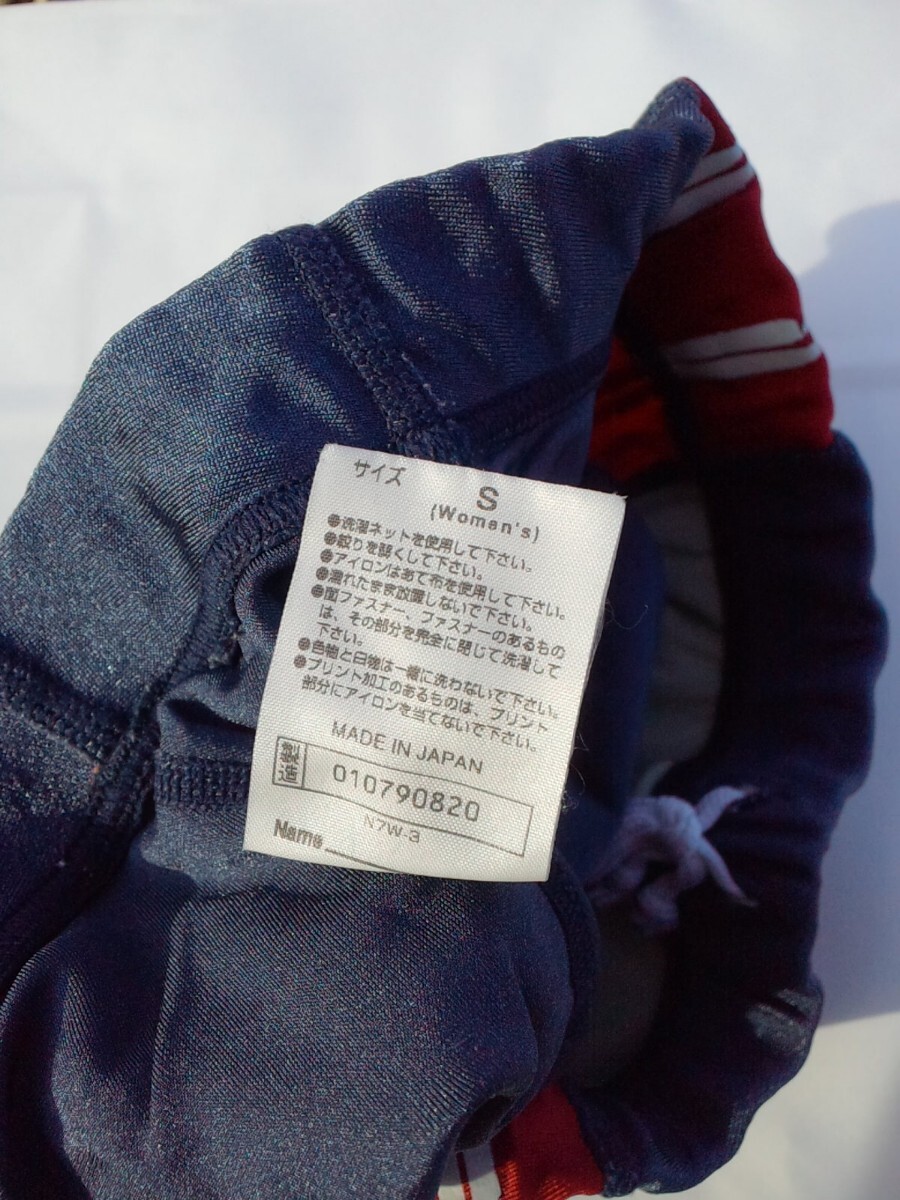 サイズ
S
(Women's)
●洗濯ネットを使用して下さい。
●絞りを弱くして下さい。
●アイロンはあて布を使用して下さい。
●濡れたまま放置しないで下さい。
●面ファスナー、ファスナーのあるもの
は、その部分を完全に閉じて洗濯して
下さい。
●色物と白物は一緒に洗わないで下さい。
●プリント加工のあるものは、プリント
部分にアイロンを当てないで下さい。
MADE IN JAPAN
製造 010790820
N7W-3
Name